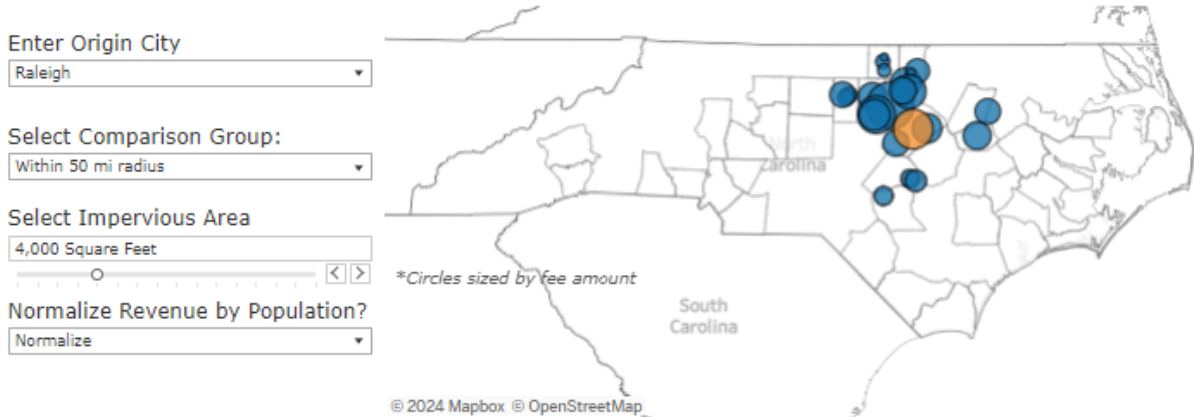 Enter Origin City
Raleigh
Select Comparison Group:
Within 50 mi radius
Select Impervious Area
4,000 Square Feet
Normalize Revenue by Population?
Normalize
North
Carolina
*Circles sized by fee amount
South
Carolina
© 2024 Mapbox © OpenStreetMap